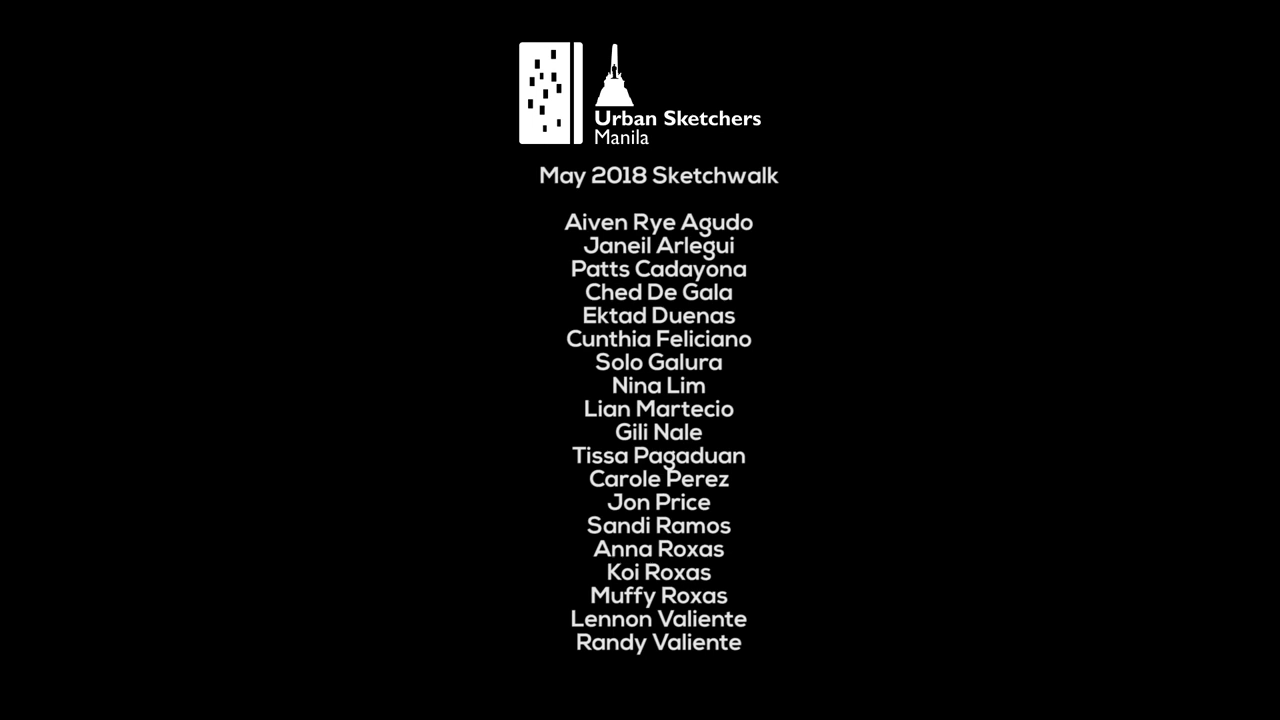 Urban Sketchers
Manila
May 2018 Sketchwalk
Aiven Rye Agudo
Janeil Arlegui
Patts Cadayona
Ched De Gala
Ektad Duenas
Cunthia Feliciano
Solo Galura
Nina Lim
Lian Martecio
Gili Nale
Tissa Pagaduan
Carole Perez
Jon Price
Sandi Ramos
Anna Roxas
Koi Roxas
Muffy Roxas
Lennon Valiente
Randy Valiente